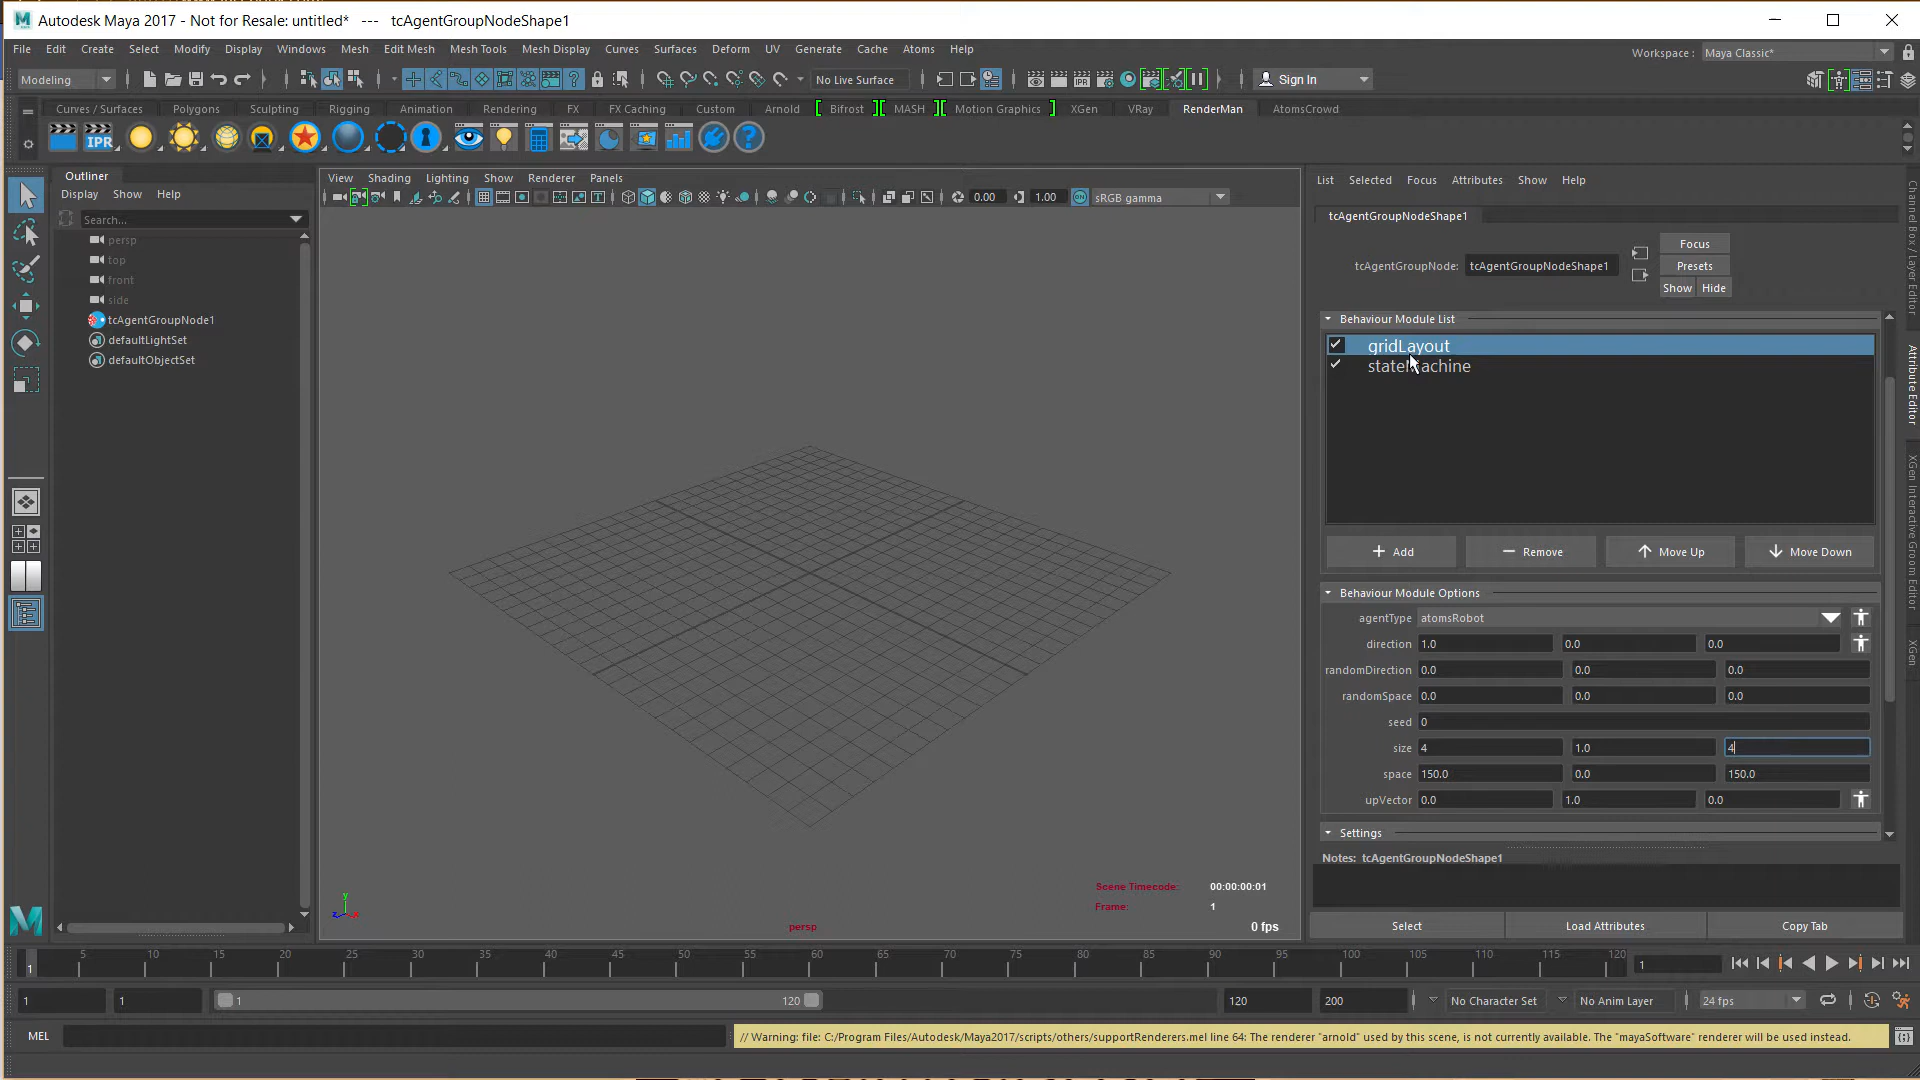 Autodesk Maya 2017 - Not for Resale: untitled* --- tcAgentGroupNodeShape1
File Edit Create Select Modify Display Windows Mesh Edit Mesh Mesh Tools Mesh Display Curves Surfaces Deform UV Generate Cache Atoms Help
Workspace : Maya Classic*
Modeling No Live Surface Sign In
Curves / Surfaces Polygons Sculpting Rigging Animation Rendering FX FX Caching Custom Arnold Bifrost MASH Motion Graphics XGen VRay RenderMan AtomsCrowd
IPR
Outliner
Display Show Help
Search...
persp
top
front
side
tcAgentGroupNode1
defaultLightSet
defaultObjectSet
View Shading Lighting Show Renderer Panels
0.00 1.00 sRGB gamma
Scene Timecode: 00:00:00:01
Frame: 1
persp
0 fps
List Selected Focus Attributes Show Help
tcAgentGroupNodeShape1
tcAgentGroupNode: tcAgentGroupNodeShape1
Focus
Presets
Show Hide
Behaviour Module List
gridLayout
stateMachine
Add Remove Move Up Move Down
Behaviour Module Options
agentType atomsRobot
direction 1.0 0.0 0.0
randomDirection 0.0 0.0 0.0
randomSpace 0.0 0.0 0.0
seed 0
size 4 1.0 4
space 150.0 0.0 150.0
upVector 0.0 1.0 0.0
Settings
Notes: tcAgentGroupNodeShape1
Select Load Attributes Copy Tab
Channel Box / Layer Editor
Attribute Editor
XGen Interactive Groom Editor
XGen
1 5 10 15 20 25 30 35 40 45 50 55 60 65 70 75 80 85 90 95 100 105 110 115 120 1
1 1 1 120 120 200 No Character Set No Anim Layer 24 fps
MEL // Warning: file: C:/Program Files/Autodesk/Maya2017/scripts/others/supportRenderers.mel line 64: The renderer "arnold" used by this scene, is not currently available. The "mayaSoftware" renderer will be used instead.